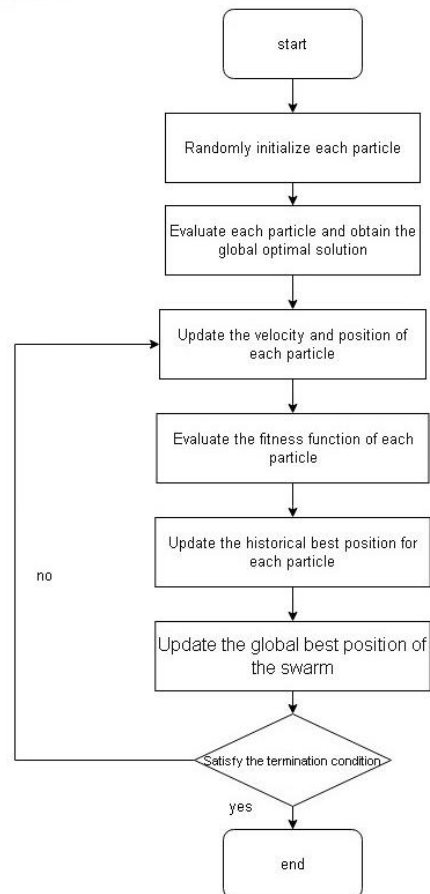 start
Randomly initialize each particle
Evaluate each particle and obtain the
global optimal solution
Update the velocity and position of
each particle
Evaluate the fitness function of each
particle
Update the historical best position for
each particle
no
Update the global best position of
the swarm
Satisfy the termination condition
yes
end